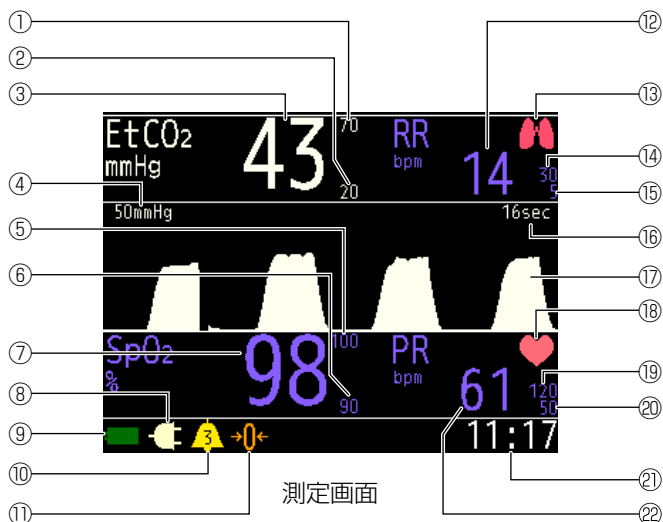 ① ⑫
②
③ ⑬
EtCO₂ 43 70 RR
mmHg bpm 14 30 ⑭
20 5 ⑮
④ 50mmHg 16sec
⑤ ⑯
⑥ ⑰
⑱
SpO₂ 98 100 PR
⑦ % bpm 61 120 ⑲
⑧ 90 50 ⑳
⑨ 3 →0← 11:17
⑩ 測定画面 ㉑
⑪ ㉒